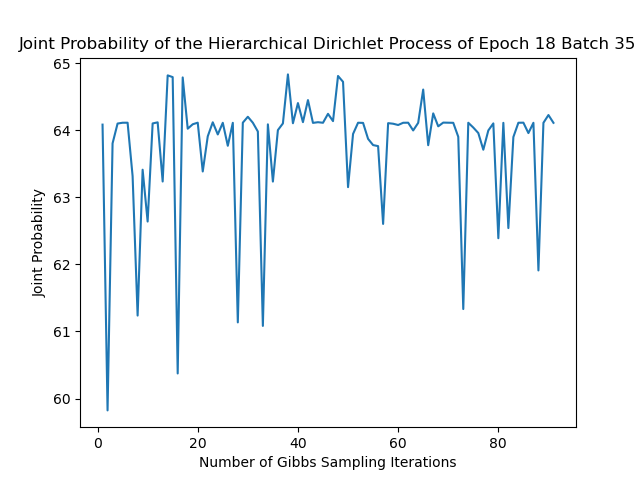 Joint Probability of the Hierarchical Dirichlet Process of Epoch 18 Batch 35
65
64
63
62
61
60
Joint Probability
0 20 40 60 80
Number of Gibbs Sampling Iterations